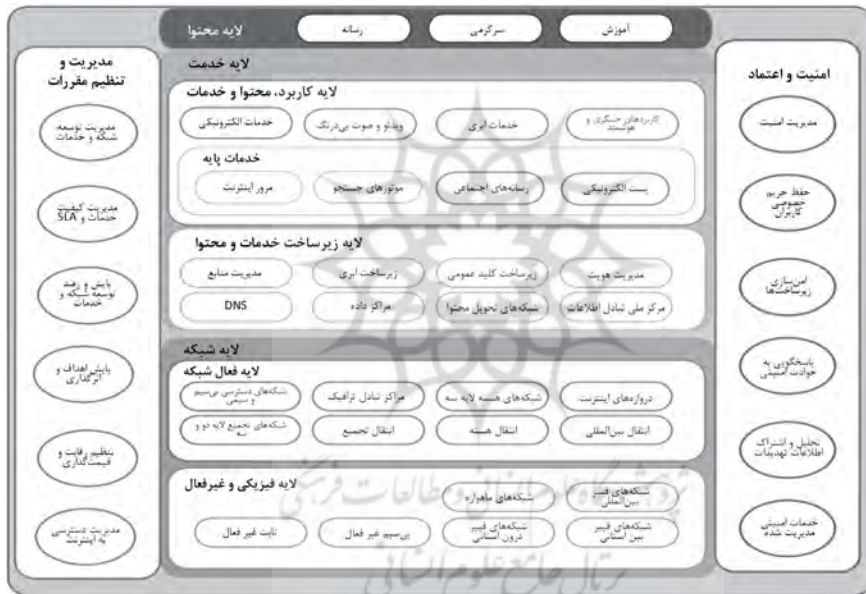 لایه محتوا
رسانه
سرگرمی
آموزش
امنیت و اعتماد
مدیریت امنیت
حفظ حریم
خصوصی
کاربران
امن‌سازی
زیرساخت‌ها
پاسخگویی به
حوادث امنیتی
تحلیل و اشتراک
اطلاعات تهدیدات
خدمات امنیتی
مدیریت شده
لایه خدمت
لایه کاربرد، محتوا و خدمات
کاربردهای حسگری و
هوشمند
خدمات ابری
ویدئو و صوت بی‌درنگ
خدمات الکترونیکی
خدمات پایه
پست الکترونیکی
رسانه‌های اجتماعی
موتورهای جستجو
مرور اینترنت
لایه زیرساخت خدمات و محتوا
مدیریت هویت
زیرساخت کلید عمومی
زیرساخت ابری
مدیریت منابع
مرکز ملی تبادل اطلاعات
شبکه‌های تحویل محتوا
مراکز داده
DNS
لایه شبکه
لایه فعال شبکه
دروازه‌های اینترنت
شبکه‌های هسته لایه سه
مراکز تبادل ترافیک
شبکه‌های دسترسی بی‌سیم
و سیمی
انتقال بین‌المللی
انتقال هسته
انتقال تجمیع
شبکه‌های تجمیع لایه دو و
سه
لایه فیزیکی و غیرفعال
شبکه‌های فیبر
بین‌المللی
شبکه‌های ماهواره
شبکه‌های فیبر
بین استانی
شبکه‌های فیبر
درون استانی
بی‌سیم غیر فعال
ثابت غیر فعال
مدیریت و
تنظیم مقررات
مدیریت توسعه
شبکه و خدمات
مدیریت کیفیت
خدمات و SLA
پایش و رصد
توسعه شبکه و
خدمات
پایش اهداف و
اثرگذاری
تنظیم رقابت و
قیمت‌گذاری
مدیریت دسترسی
به اینترنت
پژوهشگاه علوم انسانی و مطالعات فرهنگی
پرتال جامع علوم انسانی